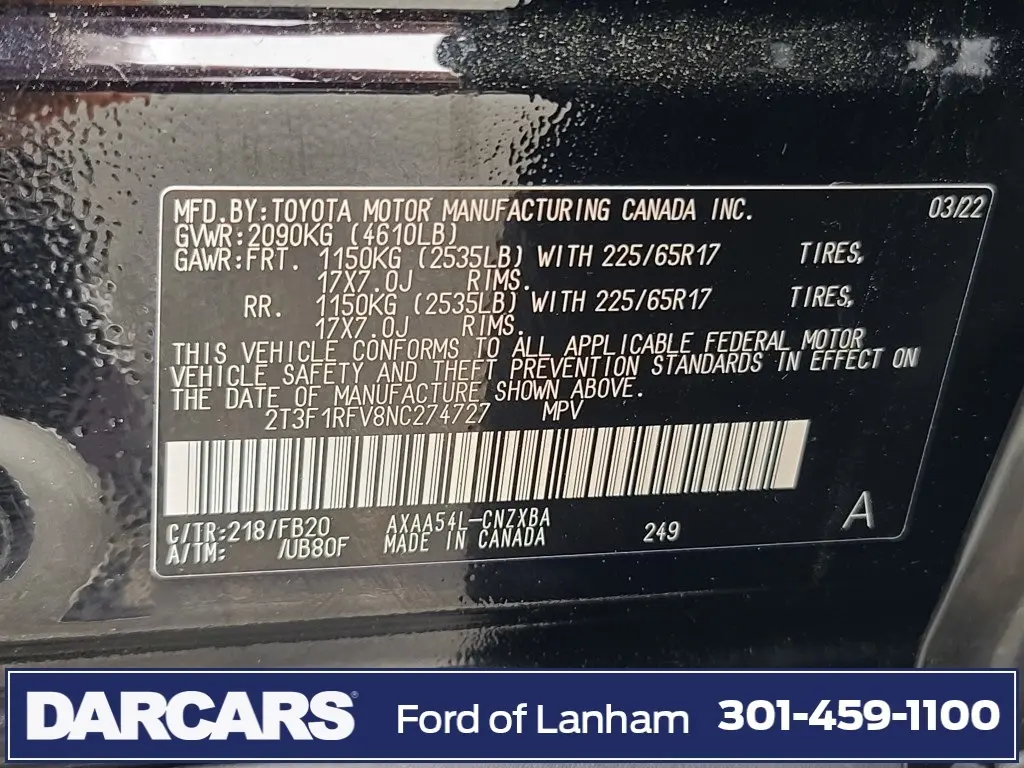 MFD.BY:TOYOTA MOTOR MANUFACTURING CANADA INC. 03/22
GVWR:2090KG (4610LB)
GAWR:FRT. 1150KG (2535LB) WITH 225/65R17 TIRES,
17X7.0J RIMS.
RR. 1150KG (2535LB) WITH 225/65R17 TIRES,
17X7.0J RIMS.
THIS VEHICLE CONFORMS TO ALL APPLICABLE FEDERAL MOTOR
VEHICLE SAFETY AND THEFT PREVENTION STANDARDS IN EFFECT ON
THE DATE OF MANUFACTURE SHOWN ABOVE.
2T3F1RFV8NC274727 MPV
C/TR:218/FB20 AXAA54L-CNZXBA
A/TM: /UB80F MADE IN CANADA 249 A
DARCARS® Ford of Lanham 301-459-1100